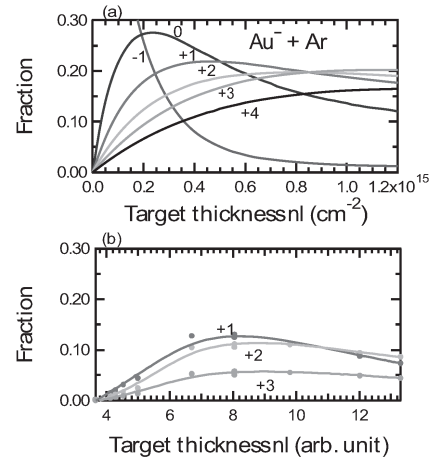 (a)
0.30
0.20
0.10
0.00
Fraction
Au⁻ + Ar
0
+1
-1
+2
+3
+4
0.0 0.2 0.4 0.6 0.8 1.0 1.2x10¹⁵
Target thicknessnl (cm⁻²)
(b)
0.30
0.20
0.10
0.00
Fraction
+1
+2
+3
4 6 8 10 12
Target thicknessnl (arb. unit)